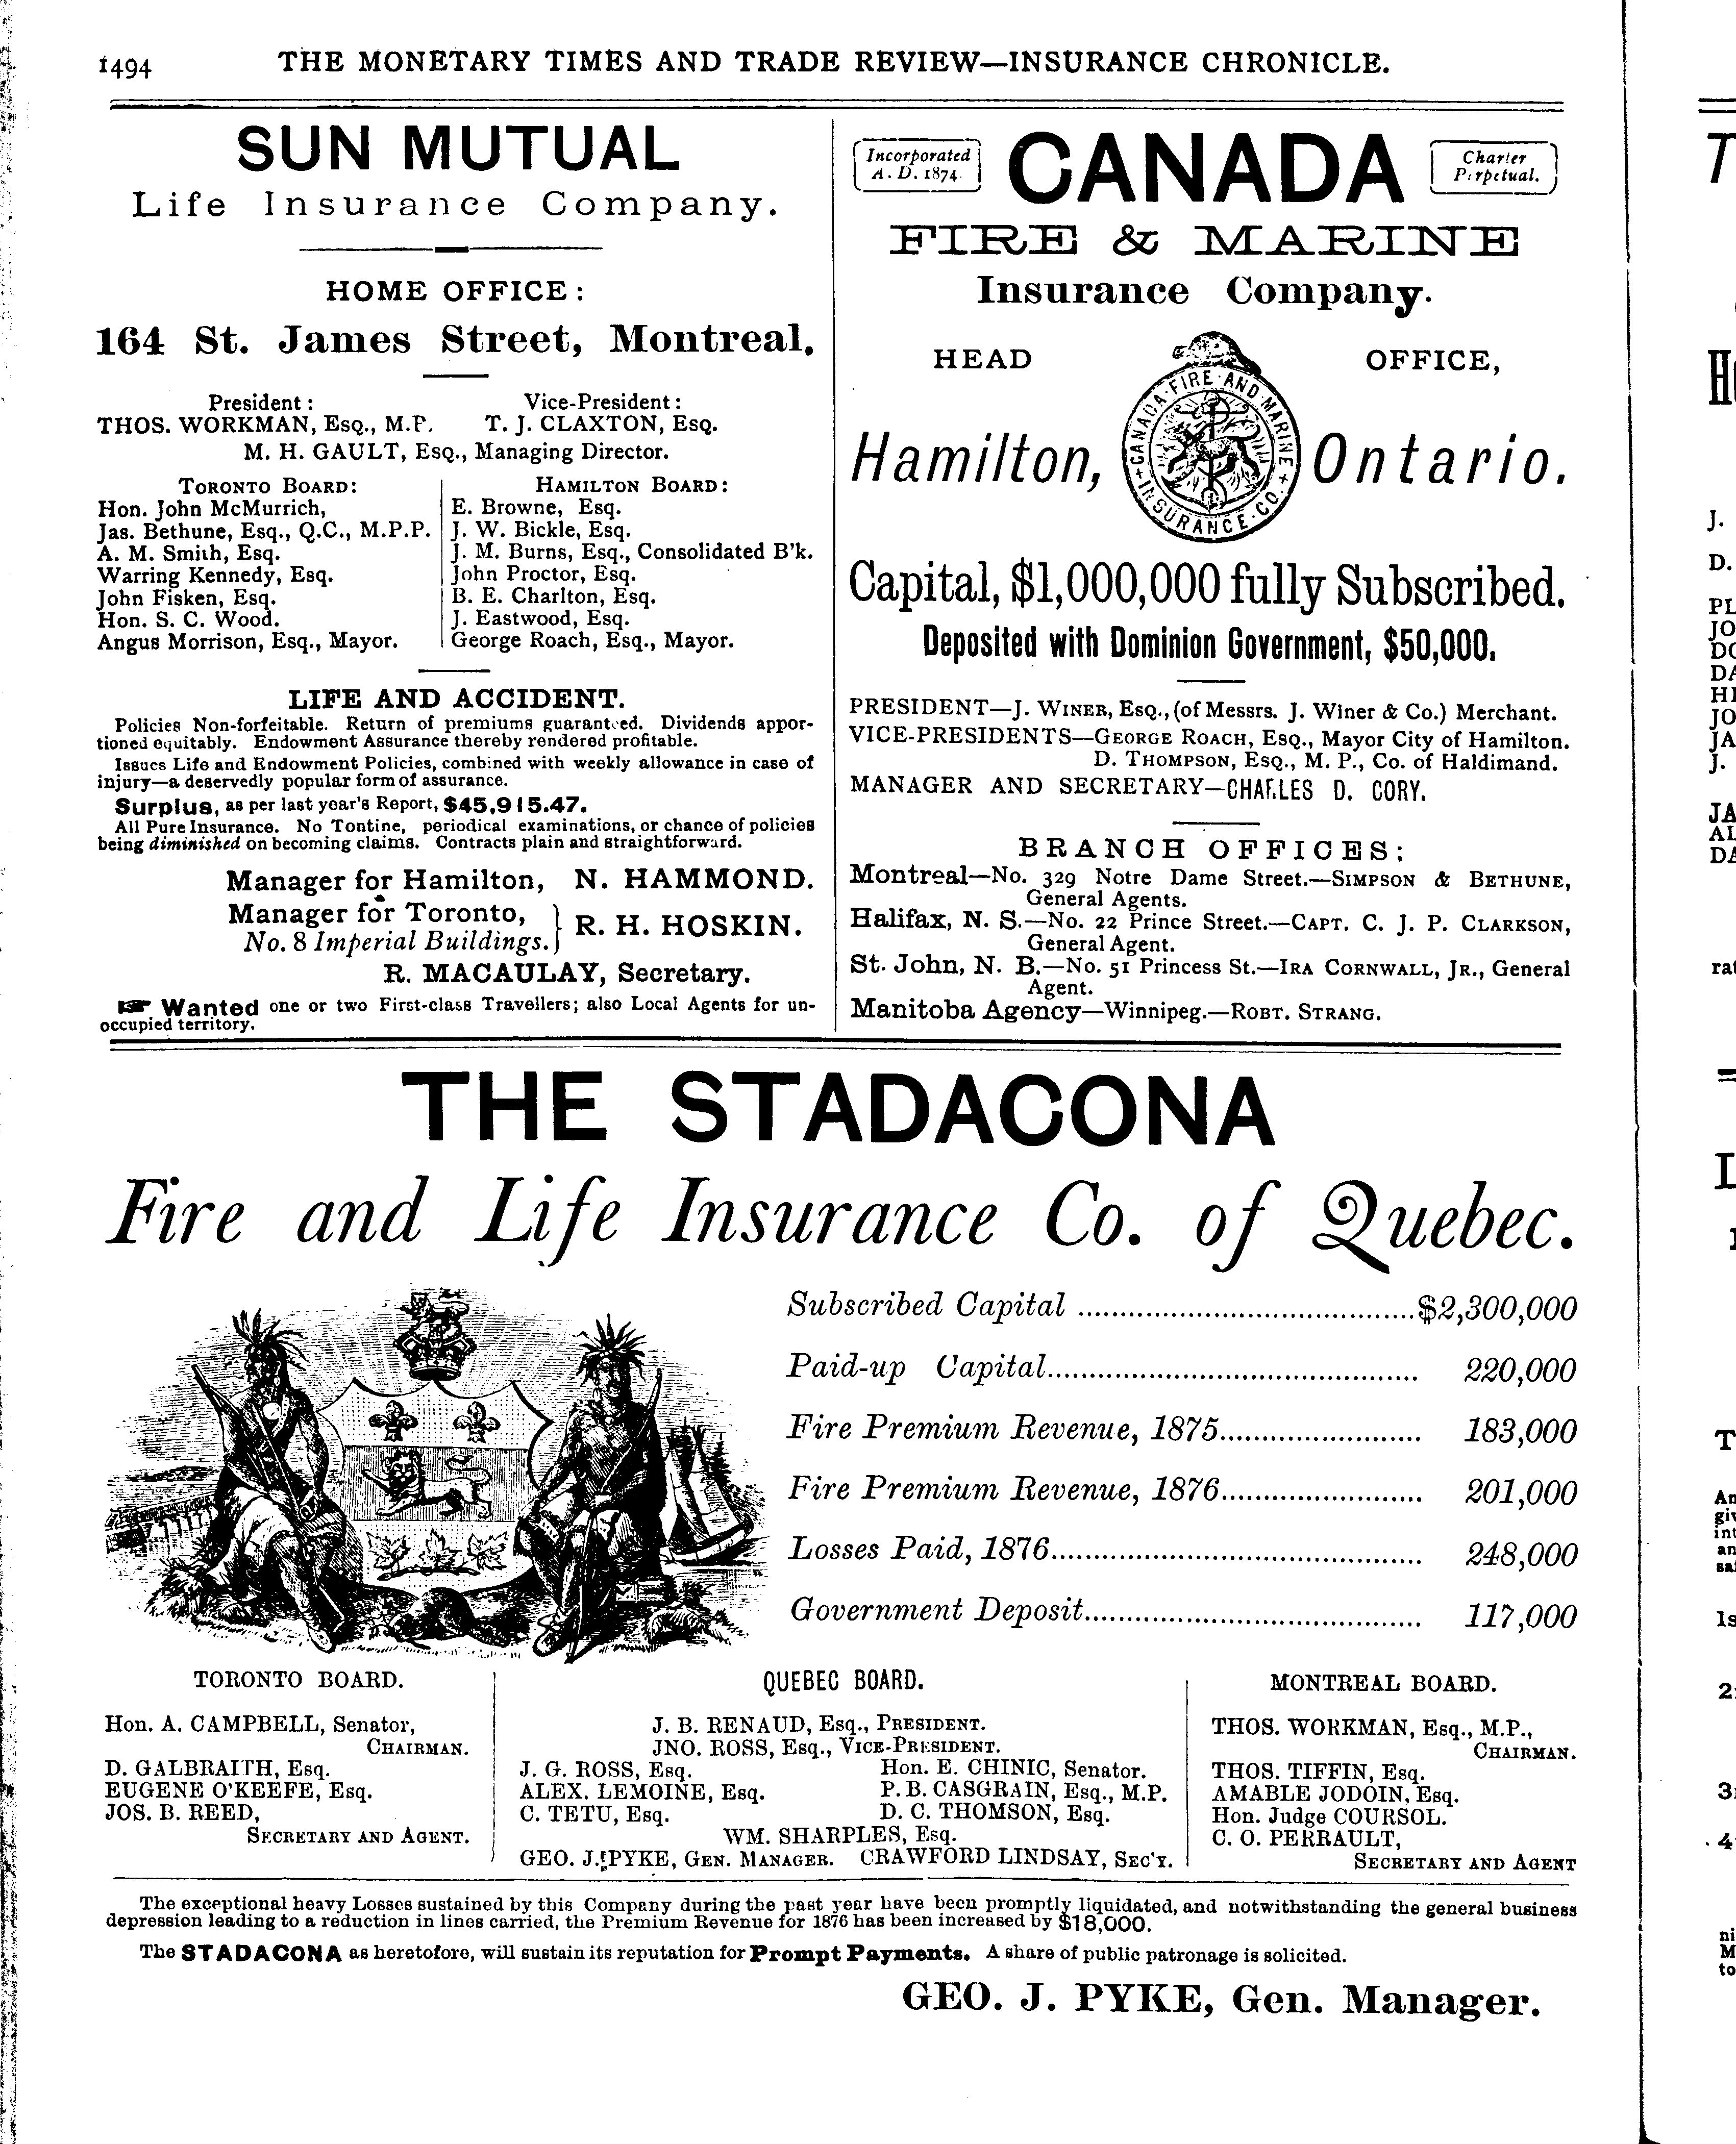 1494 THE MONETARY TIMES AND TRADE REVIEW—INSURANCE CHRONICLE.
SUN MUTUAL
Life Insurance Company.
HOME OFFICE:
164 St. James Street, Montreal.
President: Vice-President:
THOS. WORKMAN, Esq., M.P. T. J. CLAXTON, Esq.
M. H. GAULT, Esq., Managing Director.
TORONTO BOARD:
Hon. John McMurrich,
Jas. Bethune, Esq., Q.C., M.P.P.
A. M. Smith, Esq.
Warring Kennedy, Esq.
John Fisken, Esq.
Hon. S. C. Wood.
Angus Morrison, Esq., Mayor.
HAMILTON BOARD:
E. Browne, Esq.
J. W. Bickle, Esq.
J. M. Burns, Esq., Consolidated B'k.
John Proctor, Esq.
B. E. Charlton, Esq.
J. Eastwood, Esq.
George Roach, Esq., Mayor.
LIFE AND ACCIDENT.
Policies Non-forfeitable. Return of premiums guaranteed. Dividends appor-
tioned equitably. Endowment Assurance thereby rendered profitable.
Issues Life and Endowment Policies, combined with weekly allowance in case of
injury—a deservedly popular form of assurance.
Surplus, as per last year's Report, $45,915.47.
All Pure Insurance. No Tontine, periodical examinations, or chance of policies
being diminished on becoming claims. Contracts plain and straightforward.
Manager for Hamilton, N. HAMMOND.
Manager for Toronto, } R. H. HOSKIN.
No. 8 Imperial Buildings.
R. MACAULAY, Secretary.
☞ Wanted one or two First-class Travellers; also Local Agents for un-
occupied territory.
Incorporated
A. D. 1874.
CANADA
Charter
Perpetual.
FIRE & MARINE
Insurance Company.
HEAD OFFICE,
CANADA·FIRE·AND·MARINE
+INSURANCE·CO.+
Hamilton, Ontario.
Capital, $1,000,000 fully Subscribed.
Deposited with Dominion Government, $50,000.
PRESIDENT—J. WINER, ESQ., (of Messrs. J. Winer & Co.) Merchant.
VICE-PRESIDENTS—GEORGE ROACH, ESQ., Mayor City of Hamilton.
D. THOMPSON, ESQ., M. P., Co. of Haldimand.
MANAGER AND SECRETARY—CHARLES D. CORY.
BRANCH OFFICES:
Montreal—No. 329 Notre Dame Street.—SIMPSON & BETHUNE,
General Agents.
Halifax, N. S.—No. 22 Prince Street.—CAPT. C. J. P. CLARKSON,
General Agent.
St. John, N. B.—No. 51 Princess St.—IRA CORNWALL, JR., General
Agent.
Manitoba Agency—Winnipeg.—ROBT. STRANG.
THE STADACONA
Fire and Life Insurance Co. of Quebec.
Subscribed Capital ........................................$2,300,000
Paid-up Capital............................................ 220,000
Fire Premium Revenue, 1875........................ 183,000
Fire Premium Revenue, 1876........................ 201,000
Losses Paid, 1876............................................ 248,000
Government Deposit........................................ 117,000
TORONTO BOARD.
Hon. A. CAMPBELL, Senator,
CHAIRMAN.
D. GALBRAITH, Esq.
EUGENE O'KEEFE, Esq.
JOS. B. REED,
SECRETARY AND AGENT.
QUEBEC BOARD.
J. B. RENAUD, Esq., PRESIDENT.
JNO. ROSS, Esq., VICE-PRESIDENT.
J. G. ROSS, Esq. Hon. E. CHINIC, Senator.
ALEX. LEMOINE, Esq. P. B. CASGRAIN, Esq., M.P.
C. TETU, Esq. D. C. THOMSON, Esq.
WM. SHARPLES, Esq.
GEO. J. PYKE, GEN. MANAGER. CRAWFORD LINDSAY, SEC'Y.
MONTREAL BOARD.
THOS. WORKMAN, Esq., M.P.,
CHAIRMAN.
THOS. TIFFIN, Esq.
AMABLE JODOIN, Esq.
Hon. Judge COURSOL.
C. O. PERRAULT,
SECRETARY AND AGENT
The exceptional heavy Losses sustained by this Company during the past year have been promptly liquidated, and notwithstanding the general business
depression leading to a reduction in lines carried, the Premium Revenue for 1876 has been increased by $18,000.
The STADACONA as heretofore, will sustain its reputation for Prompt Payments. A share of public patronage is solicited.
GEO. J. PYKE, Gen. Manager.